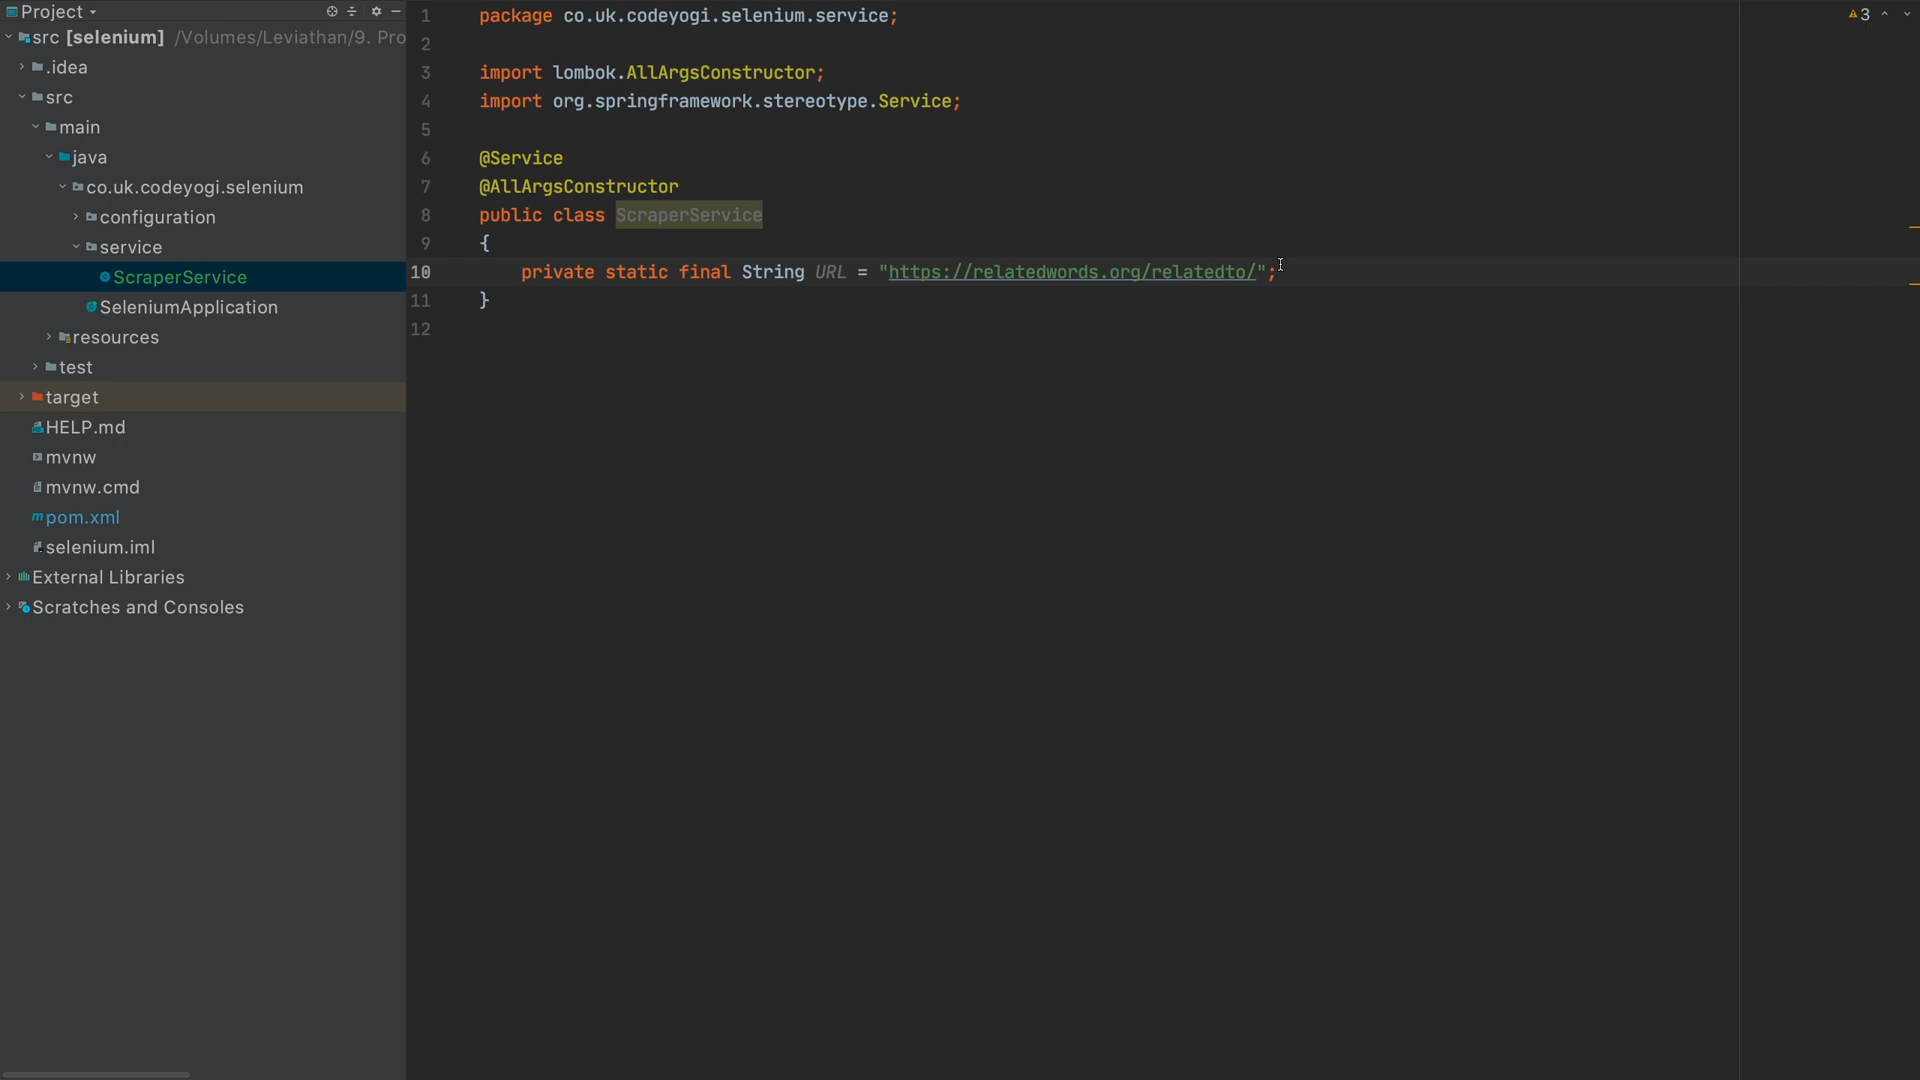 Project
src [selenium] /Volumes/Leviathan/9. Pro
.idea
src
main
java
co.uk.codeyogi.selenium
configuration
service
ScraperService
SeleniumApplication
resources
test
target
HELP.md
mvnw
mvnw.cmd
pom.xml
selenium.iml
External Libraries
Scratches and Consoles
1 package co.uk.codeyogi.selenium.service;
2
3 import lombok.AllArgsConstructor;
4 import org.springframework.stereotype.Service;
5
6 @Service
7 @AllArgsConstructor
8 public class ScraperService
9 {
10 private static final String URL = "https://relatedwords.org/relatedto/";
11 }
12
3